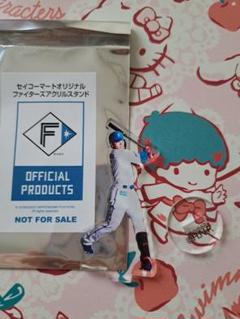 aracters
セイコーマートオリジナル
ファイターズアクリルスタンド
F
OFFICIAL
PRODUCTS
NOT FOR SALE